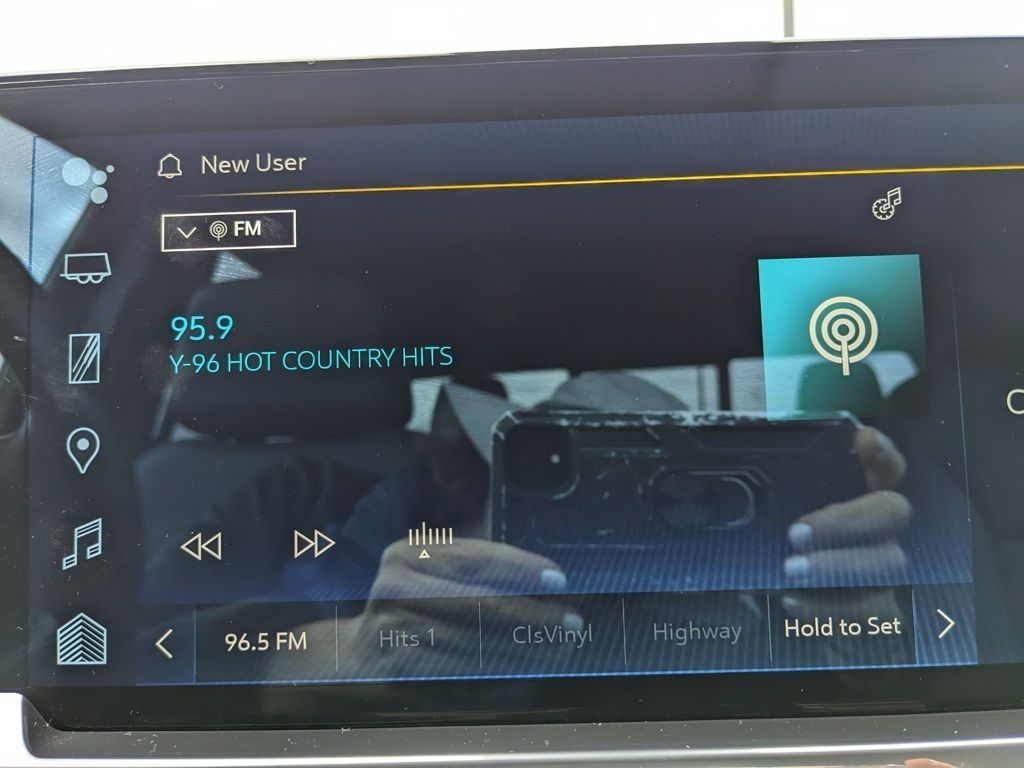 New User
FM
95.9
Y-96 HOT COUNTRY HITS
96.5 FM
Hits 1
ClsVinyl
Highway
Hold to Set